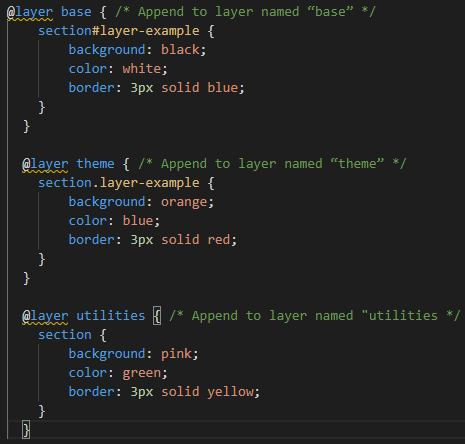 @layer base { /* Append to layer named “base” */
section#layer-example {
background: black;
color: white;
border: 3px solid blue;
}
}
@layer theme { /* Append to layer named “theme” */
section.layer-example {
background: orange;
color: blue;
border: 3px solid red;
}
}
@layer utilities { /* Append to layer named "utilities */
section {
background: pink;
color: green;
border: 3px solid yellow;
}
}